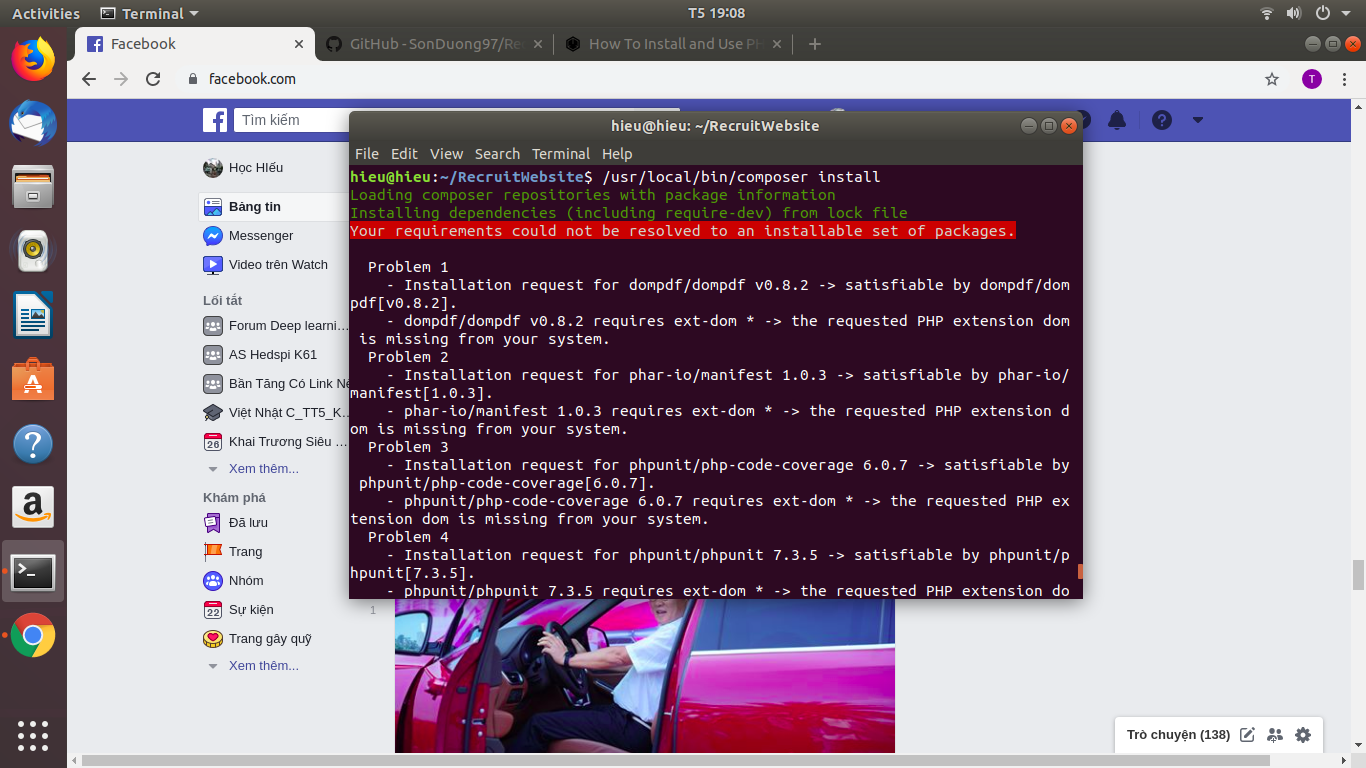 Activities
Terminal
T5 19:08
Facebook
GitHub - SonDuong97/Re
How To Install and Use PH
facebook.com
T
Tìm kiếm
Học HIếu
Bảng tin
Messenger
Video trên Watch
Lối tắt
Forum Deep learni...
AS Hedspi K61
Bần Tăng Có Link Nè
Việt Nhật C_TT5_K...
26
Khai Trương Siêu ...
Xem thêm...
Khám phá
Đã lưu
Trang
Nhóm
22
Sự kiện
1
Trang gây quỹ
Xem thêm...
hieu@hieu: ~/RecruitWebsite
File Edit View Search Terminal Help
hieu@hieu:~/RecruitWebsite$ /usr/local/bin/composer install
Loading composer repositories with package information
Installing dependencies (including require-dev) from lock file
Your requirements could not be resolved to an installable set of packages.
Problem 1
- Installation request for dompdf/dompdf v0.8.2 -> satisfiable by dompdf/dom
pdf[v0.8.2].
- dompdf/dompdf v0.8.2 requires ext-dom * -> the requested PHP extension dom
is missing from your system.
Problem 2
- Installation request for phar-io/manifest 1.0.3 -> satisfiable by phar-io/
manifest[1.0.3].
- phar-io/manifest 1.0.3 requires ext-dom * -> the requested PHP extension d
om is missing from your system.
Problem 3
- Installation request for phpunit/php-code-coverage 6.0.7 -> satisfiable by
phpunit/php-code-coverage[6.0.7].
- phpunit/php-code-coverage 6.0.7 requires ext-dom * -> the requested PHP ex
tension dom is missing from your system.
Problem 4
- Installation request for phpunit/phpunit 7.3.5 -> satisfiable by phpunit/p
hpunit[7.3.5].
- phpunit/phpunit 7.3.5 requires ext-dom * -> the requested PHP extension do
Trò chuyện (138)